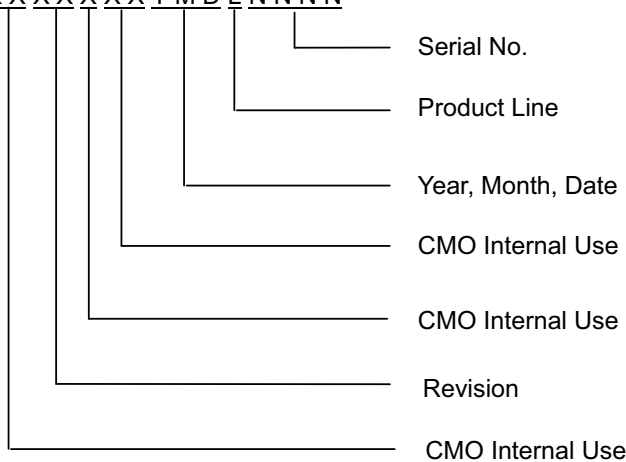 X X X X X X X Y M D L N N N N
Serial No.
Product Line
Year, Month, Date
CMO Internal Use
CMO Internal Use
Revision
CMO Internal Use